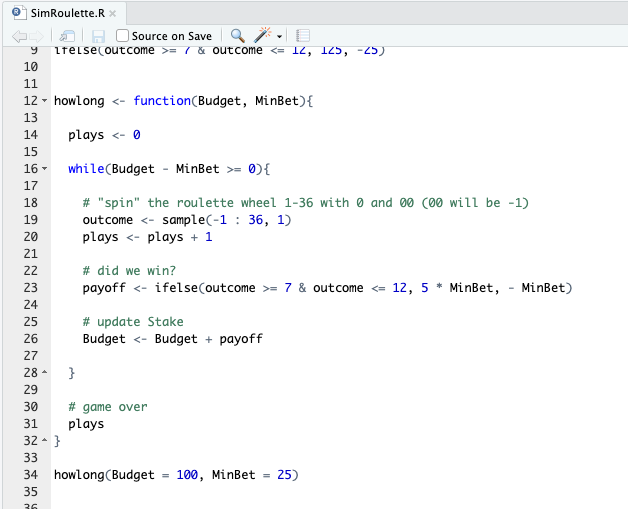 SimRoulette.R
Source on Save
9 ifelse(outcome >= 7 & outcome <= 12, 125, -25)
10
11
12 howlong <- function(Budget, MinBet){
13
14 plays <- 0
15
16 while(Budget - MinBet >= 0){
17
18 # "spin" the roulette wheel 1-36 with 0 and 00 (00 will be -1)
19 outcome <- sample(-1 : 36, 1)
20 plays <- plays + 1
21
22 # did we win?
23 payoff <- ifelse(outcome >= 7 & outcome <= 12, 5 * MinBet, - MinBet)
24
25 # update Stake
26 Budget <- Budget + payoff
27
28 }
29
30 # game over
31 plays
32 }
33
34 howlong(Budget = 100, MinBet = 25)
35
36